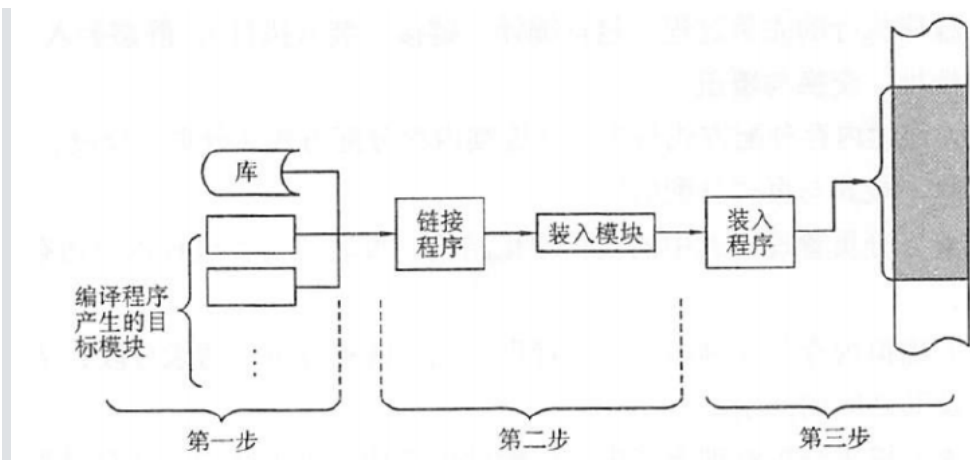 库
链接
程序
装入模块
装入
程序
编译程序
产生的目
标模块
⋮
第一步
第二步
第三步